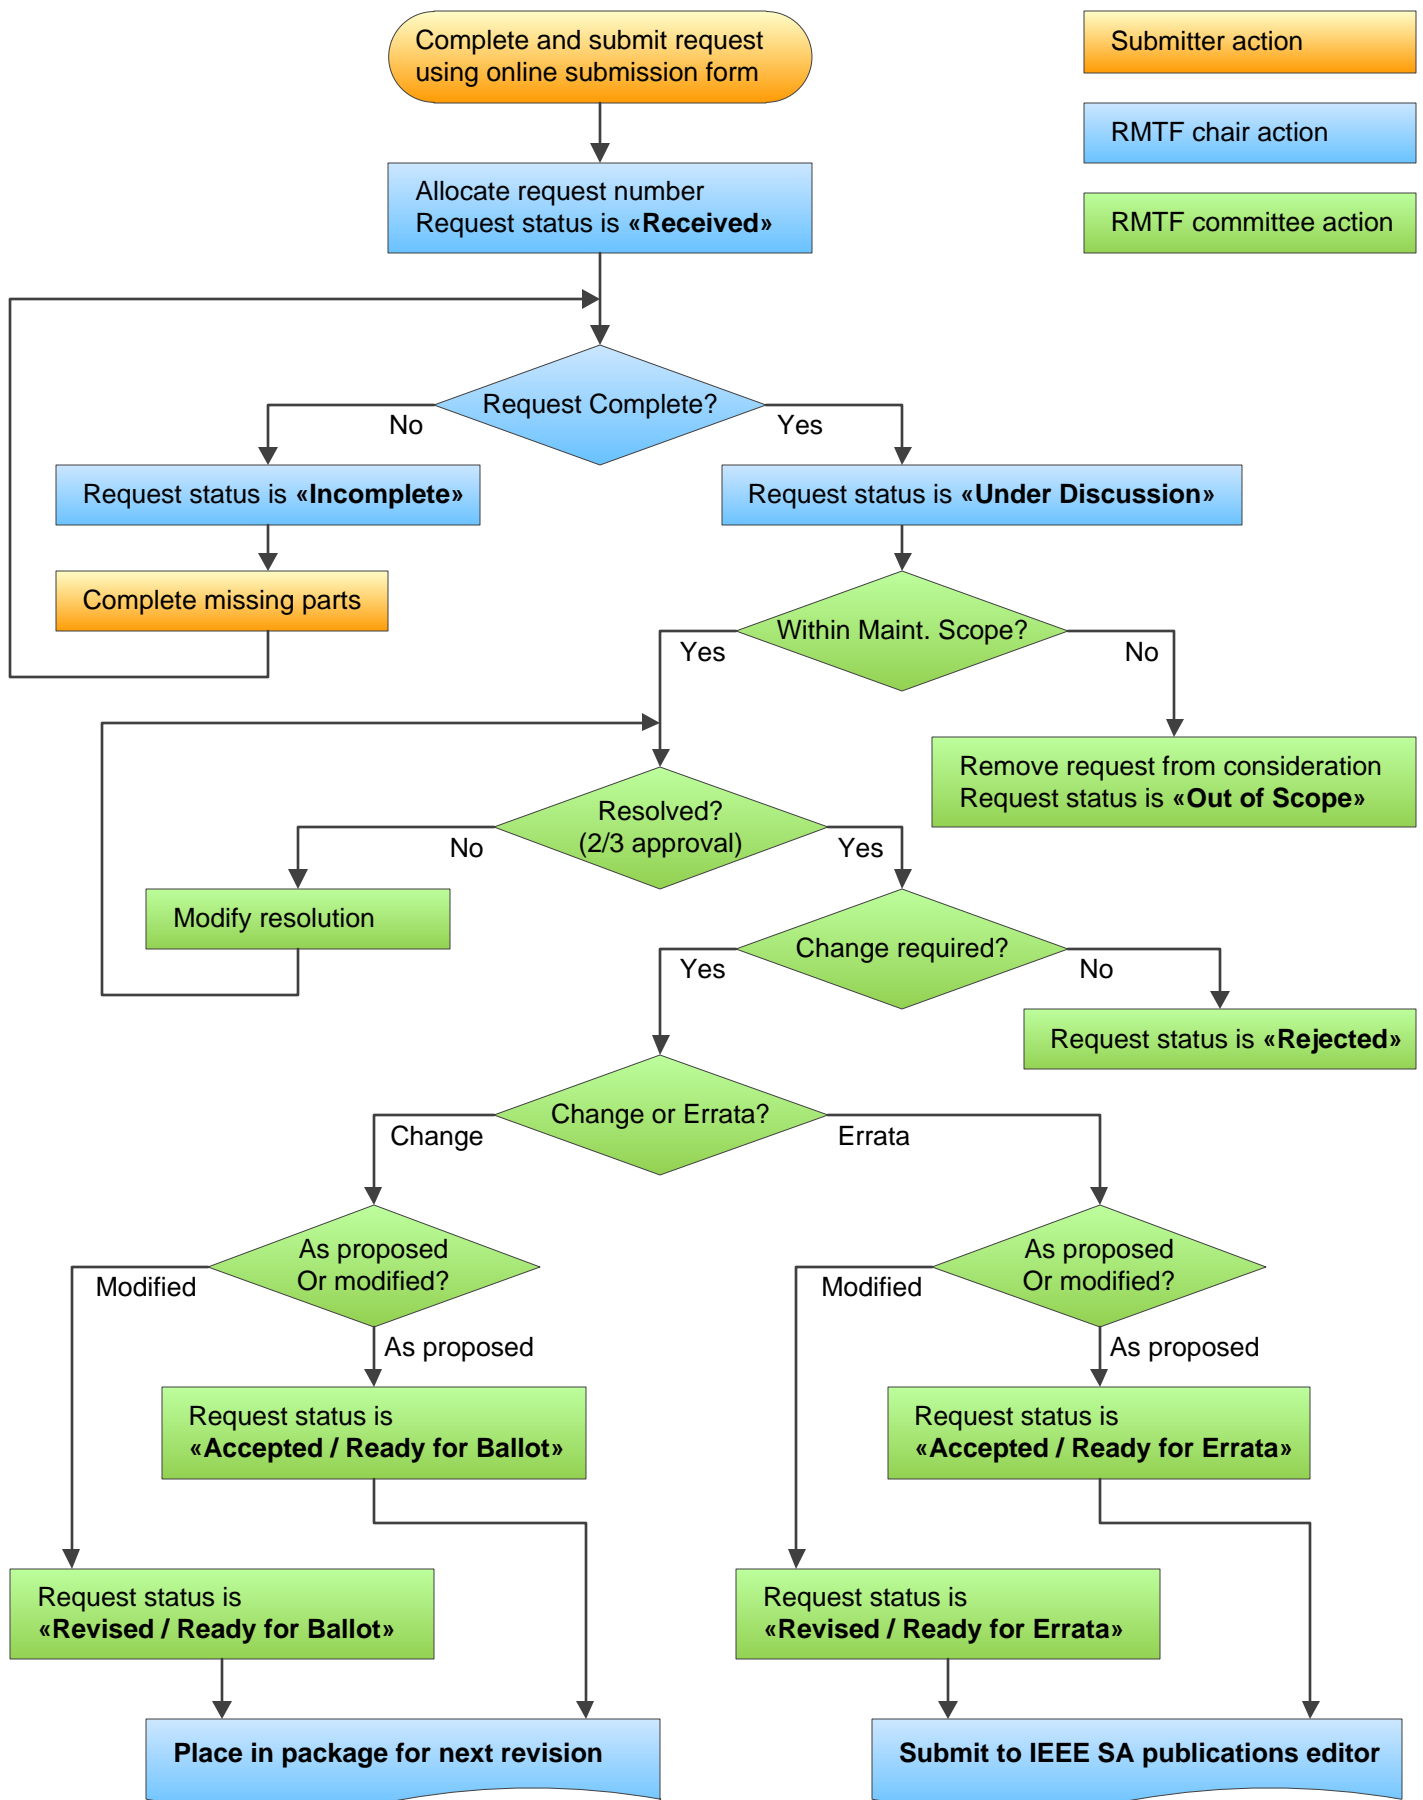 Complete and submit request
using online submission form
Submitter action
RMTF chair action
RMTF committee action
Allocate request number
Request status is «Received»
Request Complete?
No
Yes
Request status is «Incomplete»
Request status is «Under Discussion»
Complete missing parts
Within Maint. Scope?
Yes
No
Remove request from consideration
Request status is «Out of Scope»
Resolved?
(2/3 approval)
No
Yes
Modify resolution
Change required?
Yes
No
Request status is «Rejected»
Change or Errata?
Change
Errata
As proposed
Or modified?
Modified
As proposed
As proposed
Or modified?
Modified
As proposed
Request status is
«Accepted / Ready for Ballot»
Request status is
«Accepted / Ready for Errata»
Request status is
«Revised / Ready for Ballot»
Request status is
«Revised / Ready for Errata»
Place in package for next revision
Submit to IEEE SA publications editor